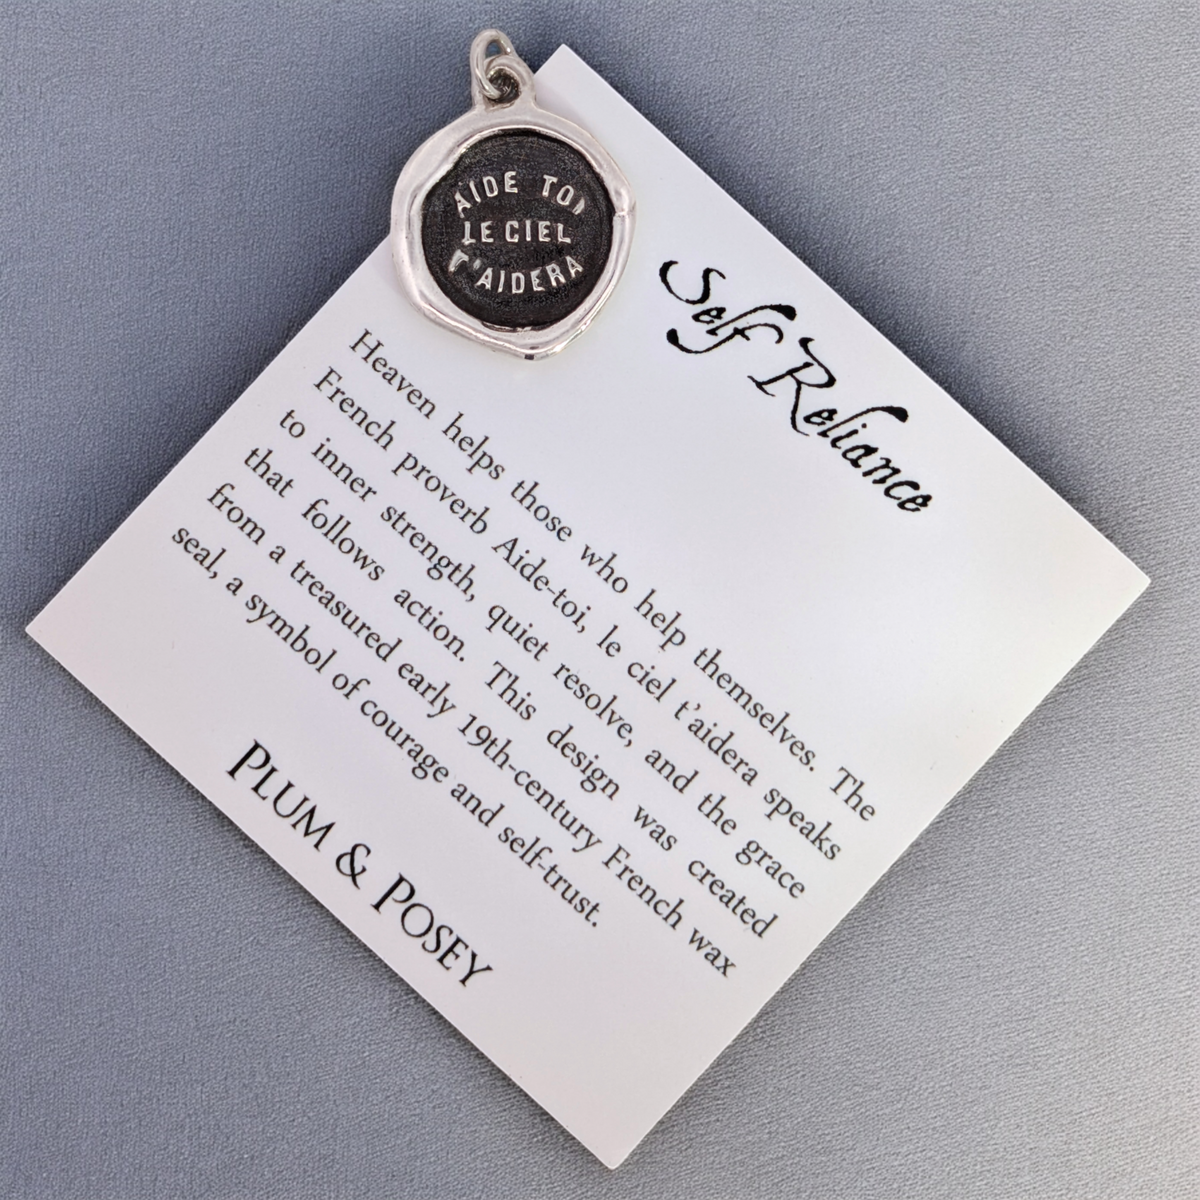 AIDE TOI
LE CIEL
T'AIDERA
Self Reliance
Heaven helps those who help themselves. The
French proverb Aide-toi, le ciel t'aidera speaks
to inner strength, quiet resolve, and the grace
that follows action. This design was created
from a treasured early 19th-century French wax
seal, a symbol of courage and self-trust.
PLUM & POSEY